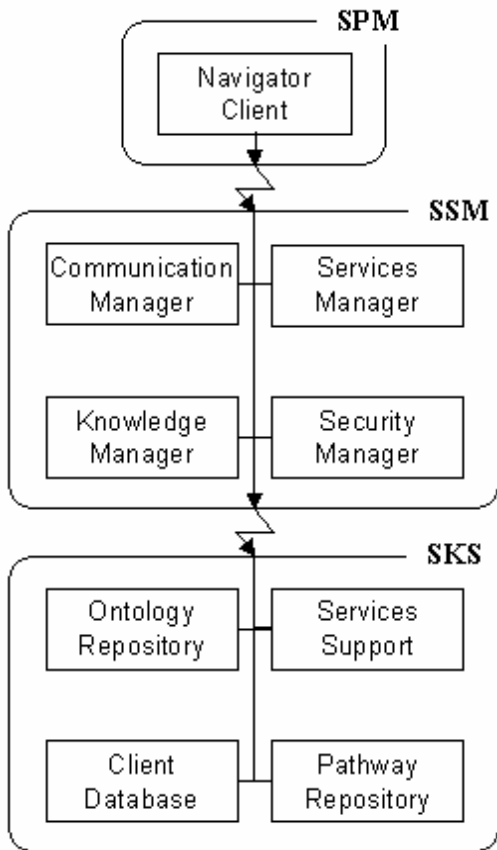 SPM
Navigator
Client
SSM
Communication
Manager
Services
Manager
Knowledge
Manager
Security
Manager
SKS
Ontology
Repository
Services
Support
Client
Database
Pathway
Repository